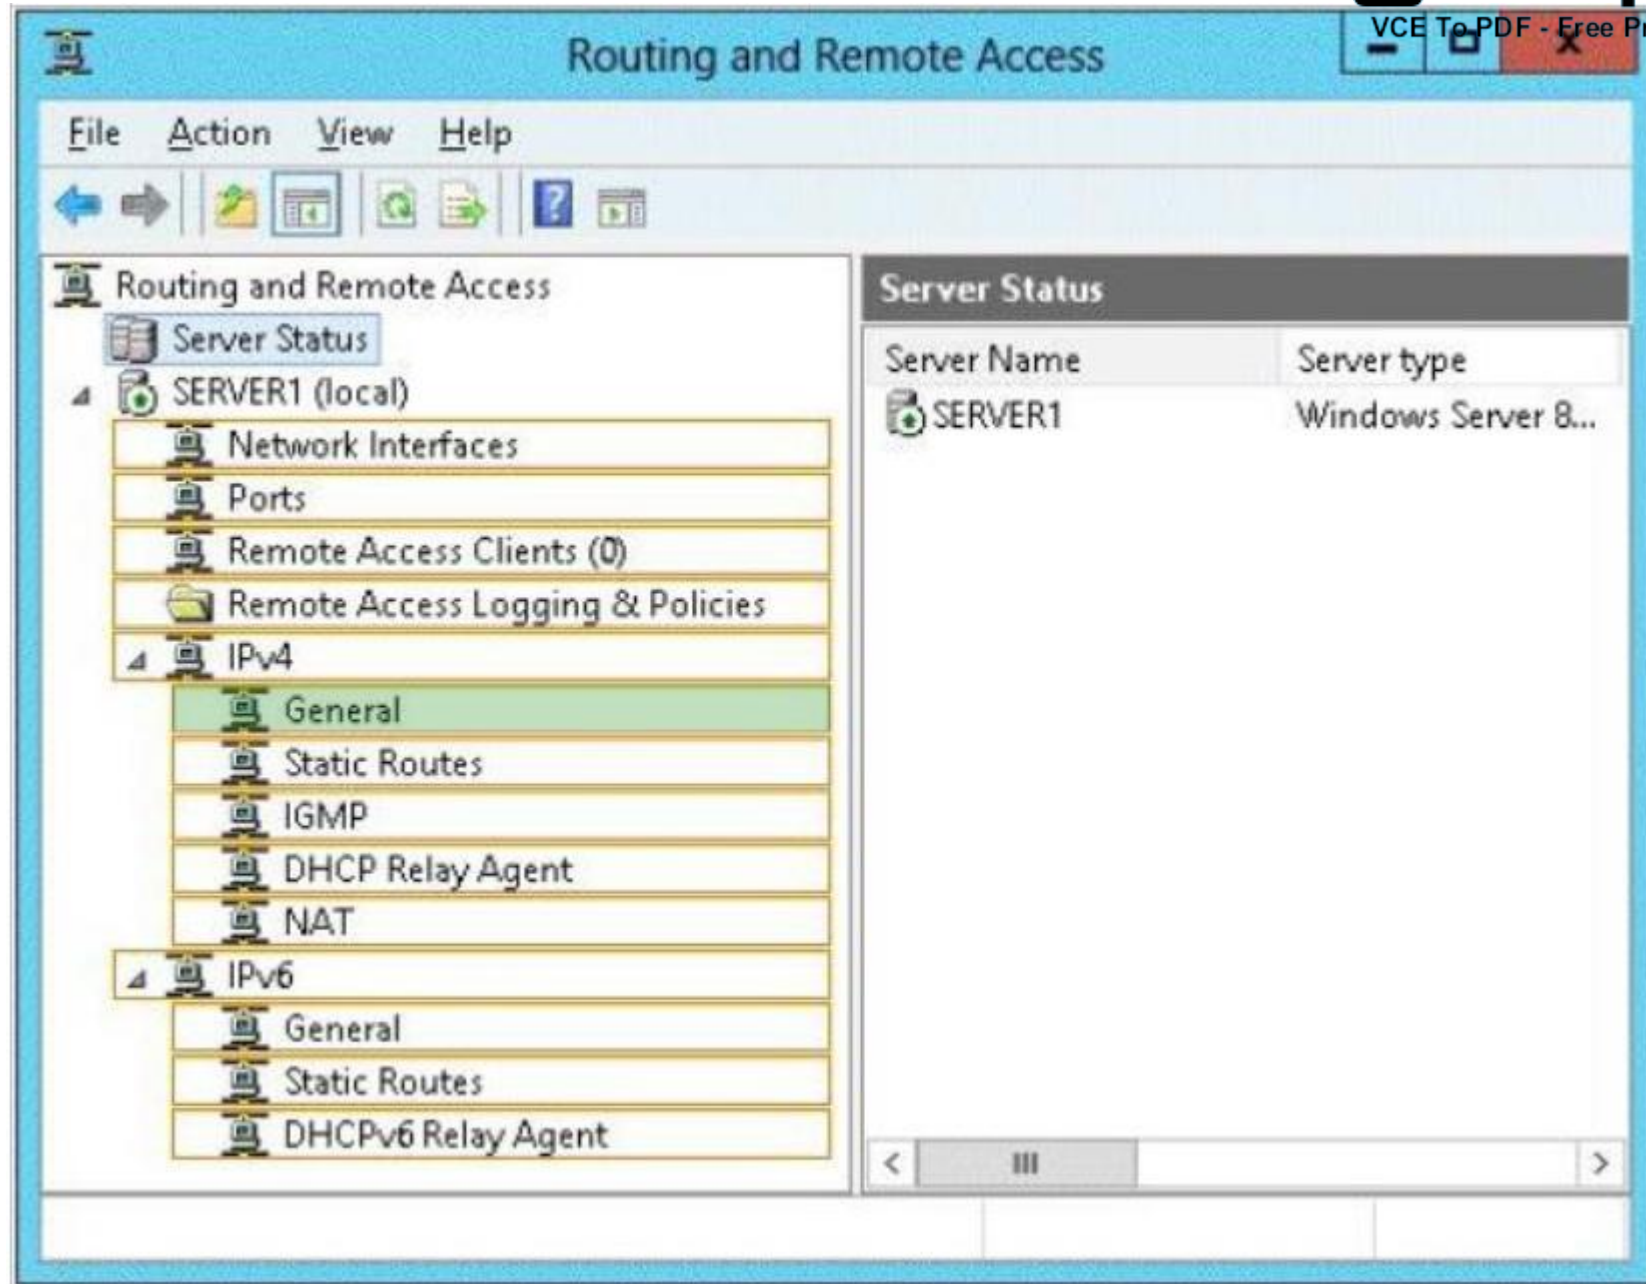 VCE To PDF - Free Pr
Routing and Remote Access
File Action View Help
Routing and Remote Access
Server Status
SERVER1 (local)
Network Interfaces
Ports
Remote Access Clients (0)
Remote Access Logging & Policies
IPv4
General
Static Routes
IGMP
DHCP Relay Agent
NAT
IPv6
General
Static Routes
DHCPv6 Relay Agent
Server Status
Server Name Server type
SERVER1 Windows Server 8...